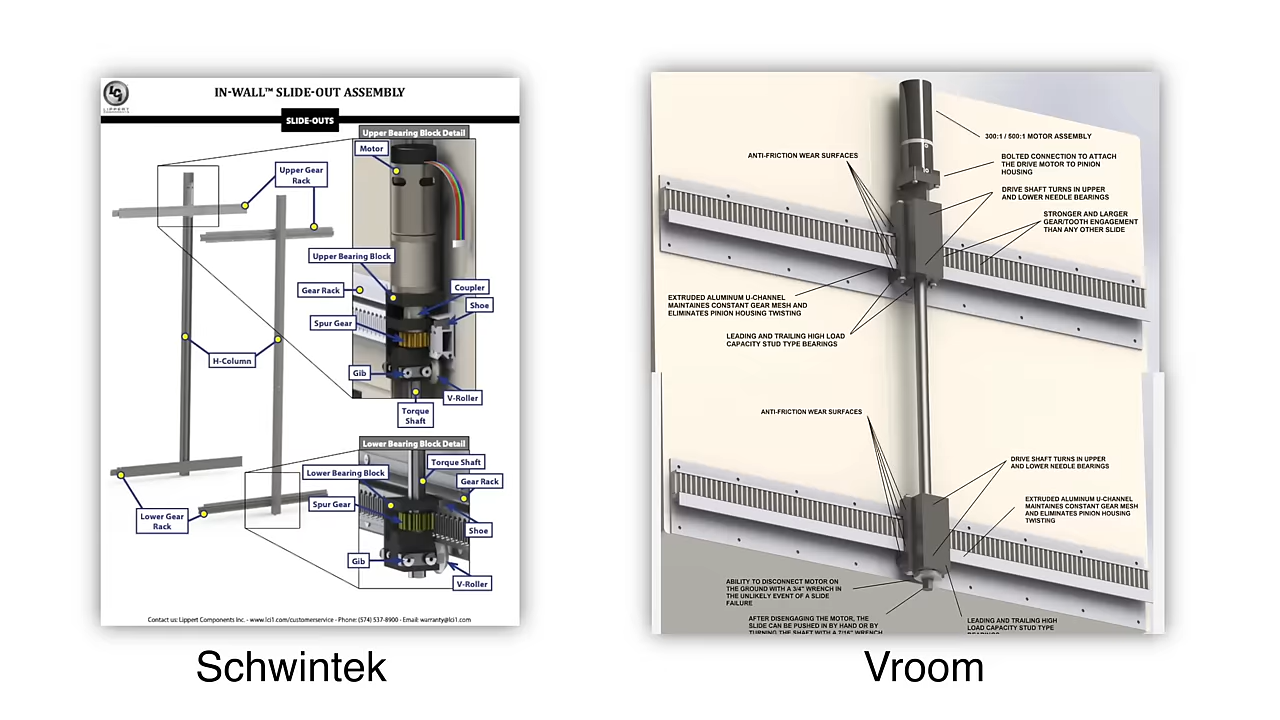 LCI
LIPPERT
COMPONENTS
IN-WALL™ SLIDE-OUT ASSEMBLY
SLIDE-OUTS
Upper Bearing Block Detail
Motor
Upper Gear
Rack
Upper Bearing Block
Gear Rack
Coupler
Shoe
Spur Gear
H-Column
Gib
V-Roller
Torque
Shaft
Lower Bearing Block Detail
Torque Shaft
Lower Bearing Block
Gear Rack
Spur Gear
Lower Gear
Rack
Shoe
Gib
V-Roller
Contact us: Lippert Components Inc. - www.lci1.com/customerservice - Phone: (574) 537-8900 - Email: warranty@lci1.com
Schwintek
300:1 / 500:1 MOTOR ASSEMBLY
ANTI-FRICTION WEAR SURFACES
BOLTED CONNECTION TO ATTACH
THE DRIVE MOTOR TO PINION
HOUSING
DRIVE SHAFT TURNS IN UPPER
AND LOWER NEEDLE BEARINGS
STRONGER AND LARGER
GEAR/TOOTH ENGAGEMENT
THAN ANY OTHER SLIDE
EXTRUDED ALUMINUM U-CHANNEL
MAINTAINES CONSTANT GEAR MESH AND
ELIMINATES PINION HOUSING TWISTING
LEADING AND TRAILING HIGH LOAD
CAPACITY STUD TYPE BEARINGS
ANTI-FRICTION WEAR SURFACES
DRIVE SHAFT TURNS IN UPPER
AND LOWER NEEDLE BEARINGS
EXTRUDED ALUMINUM U-CHANNEL
MAINTAINES CONSTANT GEAR MESH
AND ELIMINATES PINION HOUSING
TWISTING
ABILITY TO DISCONNECT MOTOR ON
THE GROUND WITH A 3/4" WRENCH IN
THE UNLIKELY EVENT OF A SLIDE
FAILURE
AFTER DISENGAGING THE MOTOR, THE
SLIDE CAN BE PUSHED IN BY HAND OR BY
TURNING THE SHAFT WITH A 7/16" WRENCH
LEADING AND TRAILING HIGH
LOAD CAPACITY STUD TYPE
BEARINGS
Vroom